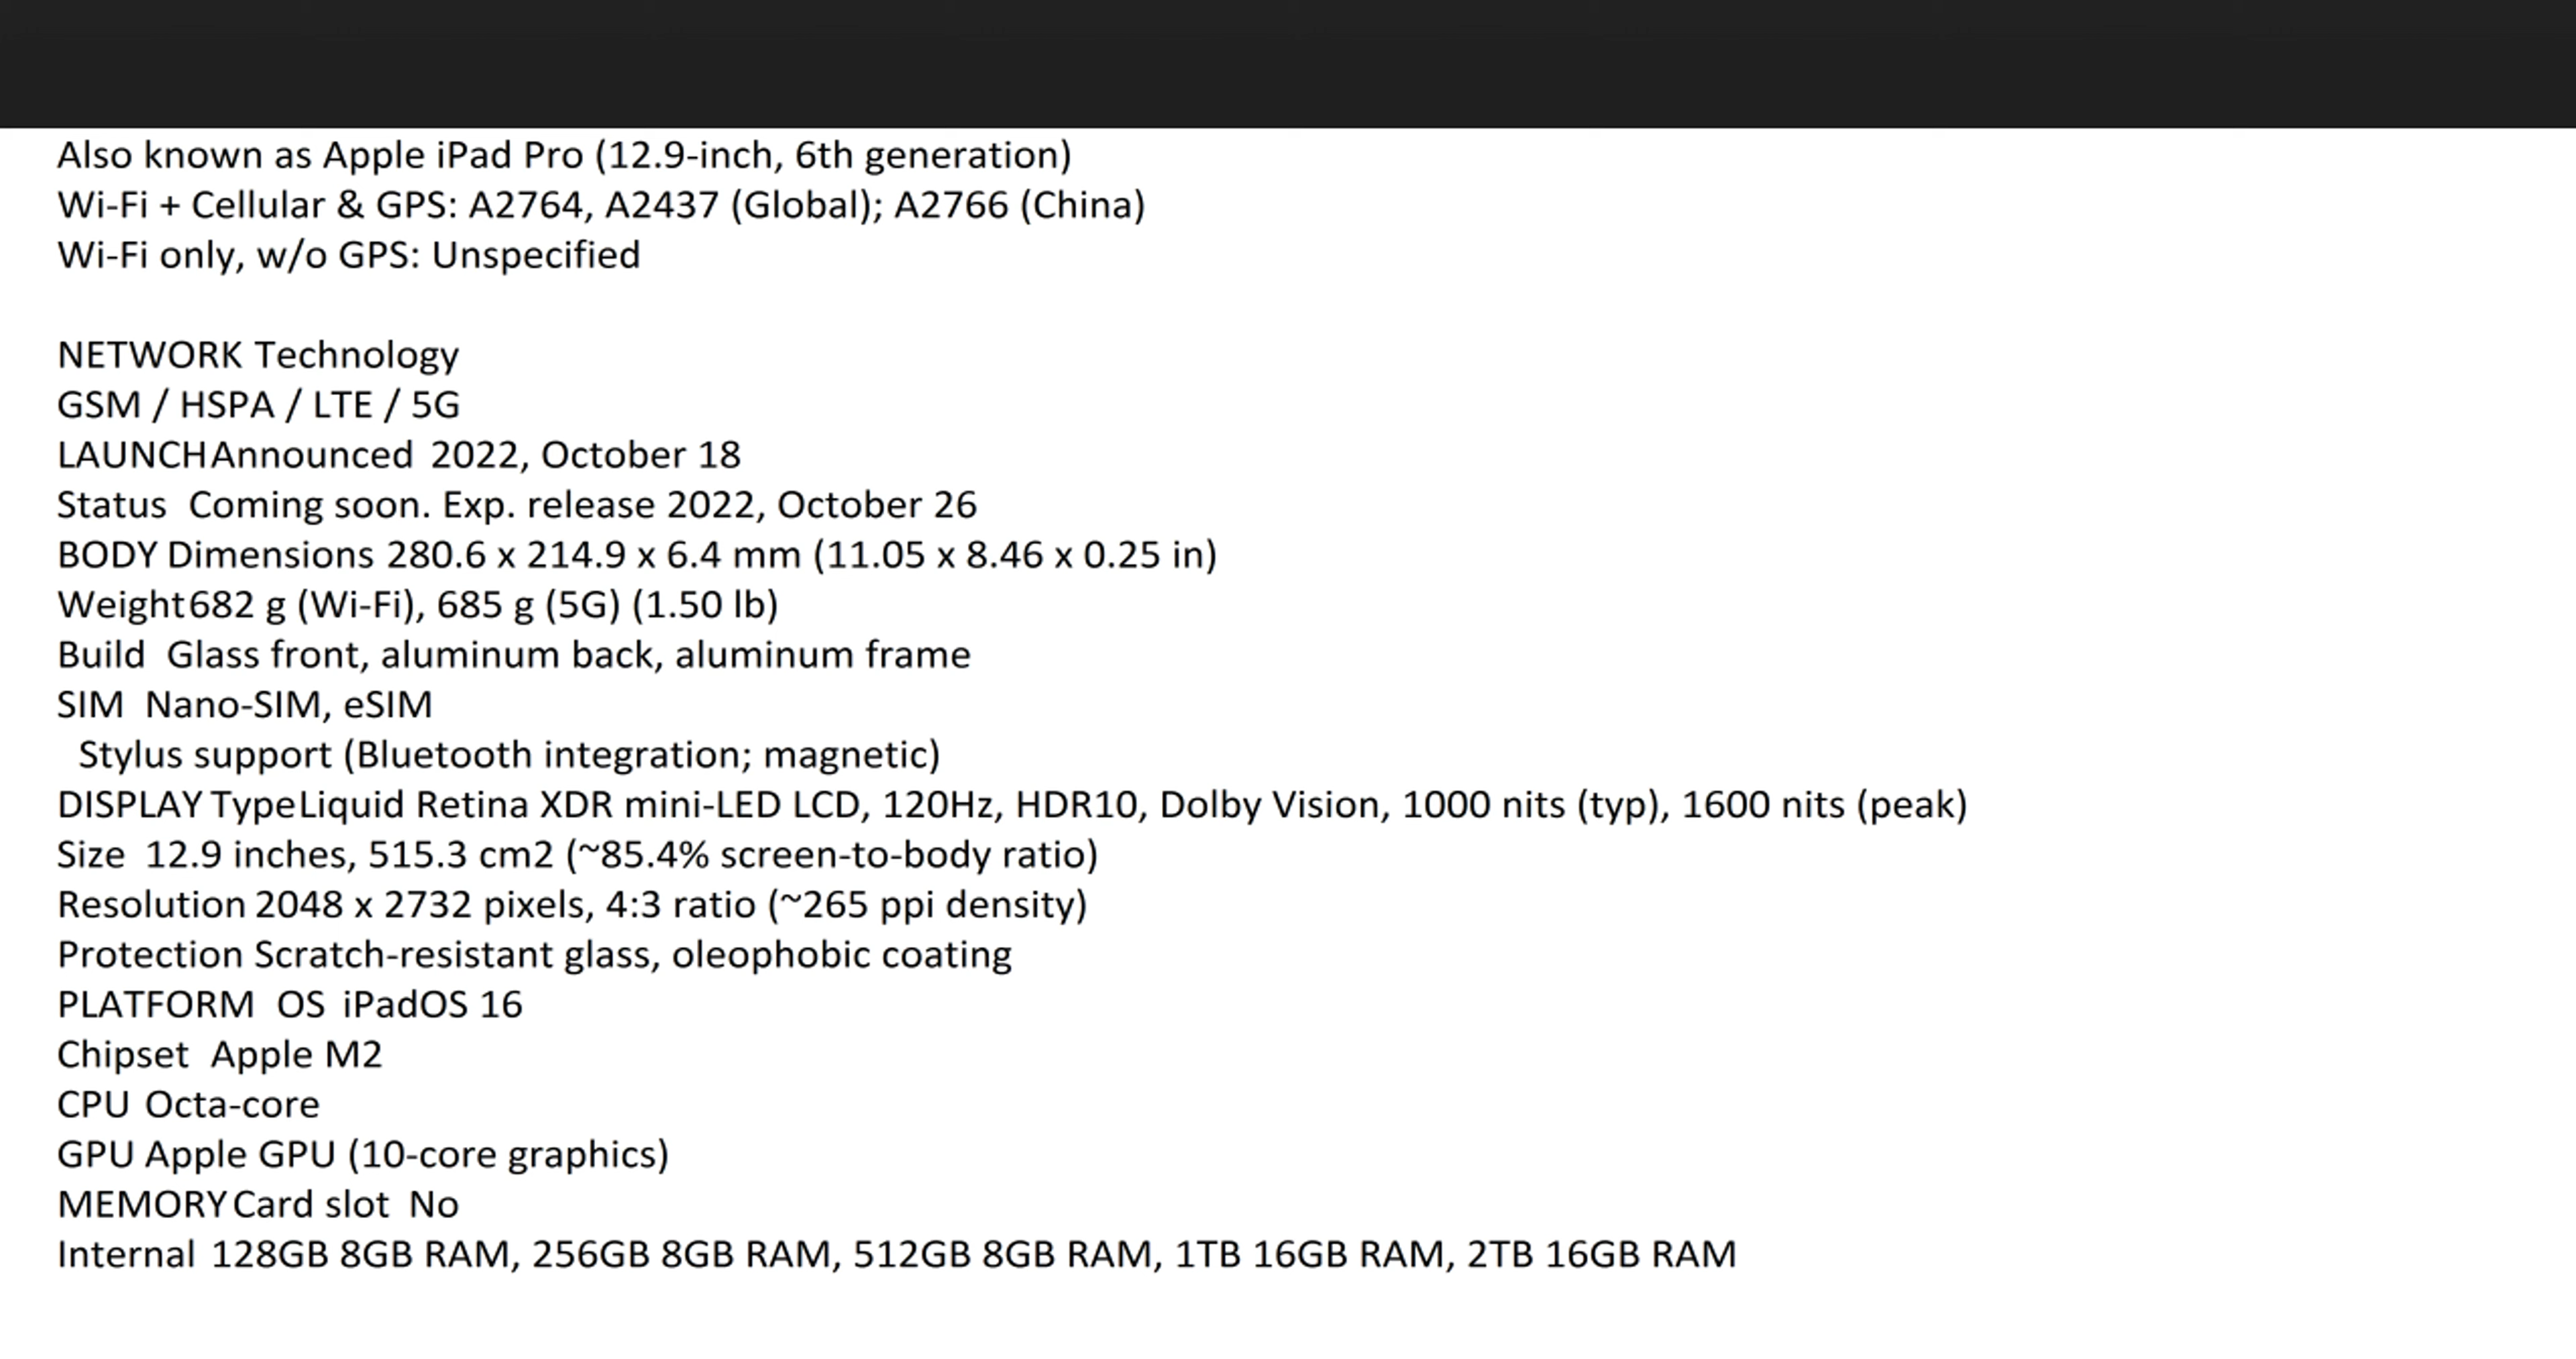 Also known as Apple iPad Pro (12.9-inch, 6th generation)
Wi-Fi + Cellular & GPS: A2764, A2437 (Global); A2766 (China)
Wi-Fi only, w/o GPS: Unspecified
NETWORK Technology
GSM / HSPA / LTE / 5G
LAUNCH Announced 2022, October 18
Status Coming soon. Exp. release 2022, October 26
BODY Dimensions 280.6 x 214.9 x 6.4 mm (11.05 x 8.46 x 0.25 in)
Weight 682 g (Wi-Fi), 685 g (5G) (1.50 lb)
Build Glass front, aluminum back, aluminum frame
SIM Nano-SIM, eSIM
Stylus support (Bluetooth integration; magnetic)
DISPLAY Type Liquid Retina XDR mini-LED LCD, 120Hz, HDR10, Dolby Vision, 1000 nits (typ), 1600 nits (peak)
Size 12.9 inches, 515.3 cm2 (~85.4% screen-to-body ratio)
Resolution 2048 x 2732 pixels, 4:3 ratio (~265 ppi density)
Protection Scratch-resistant glass, oleophobic coating
PLATFORM OS iPadOS 16
Chipset Apple M2
CPU Octa-core
GPU Apple GPU (10-core graphics)
MEMORY Card slot No
Internal 128GB 8GB RAM, 256GB 8GB RAM, 512GB 8GB RAM, 1TB 16GB RAM, 2TB 16GB RAM